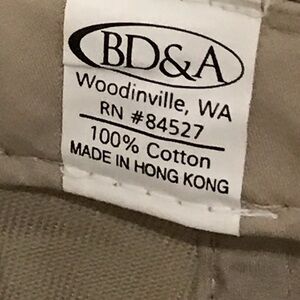 BD&A
Woodinville, WA
RN #84527
100% Cotton
MADE IN HONG KONG